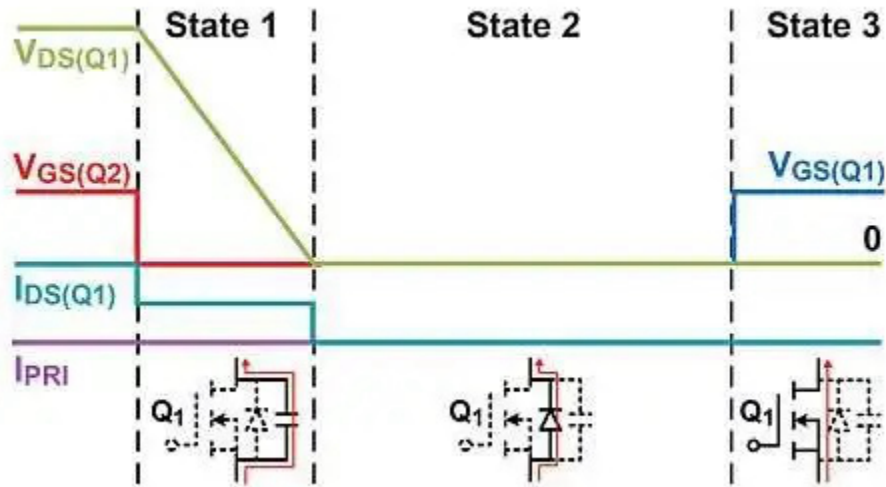 State 1
State 2
State 3
VDS(Q1)
VGS(Q2)
VGS(Q1)
0
IDS(Q1)
IPRI
Q1
Q1
Q1